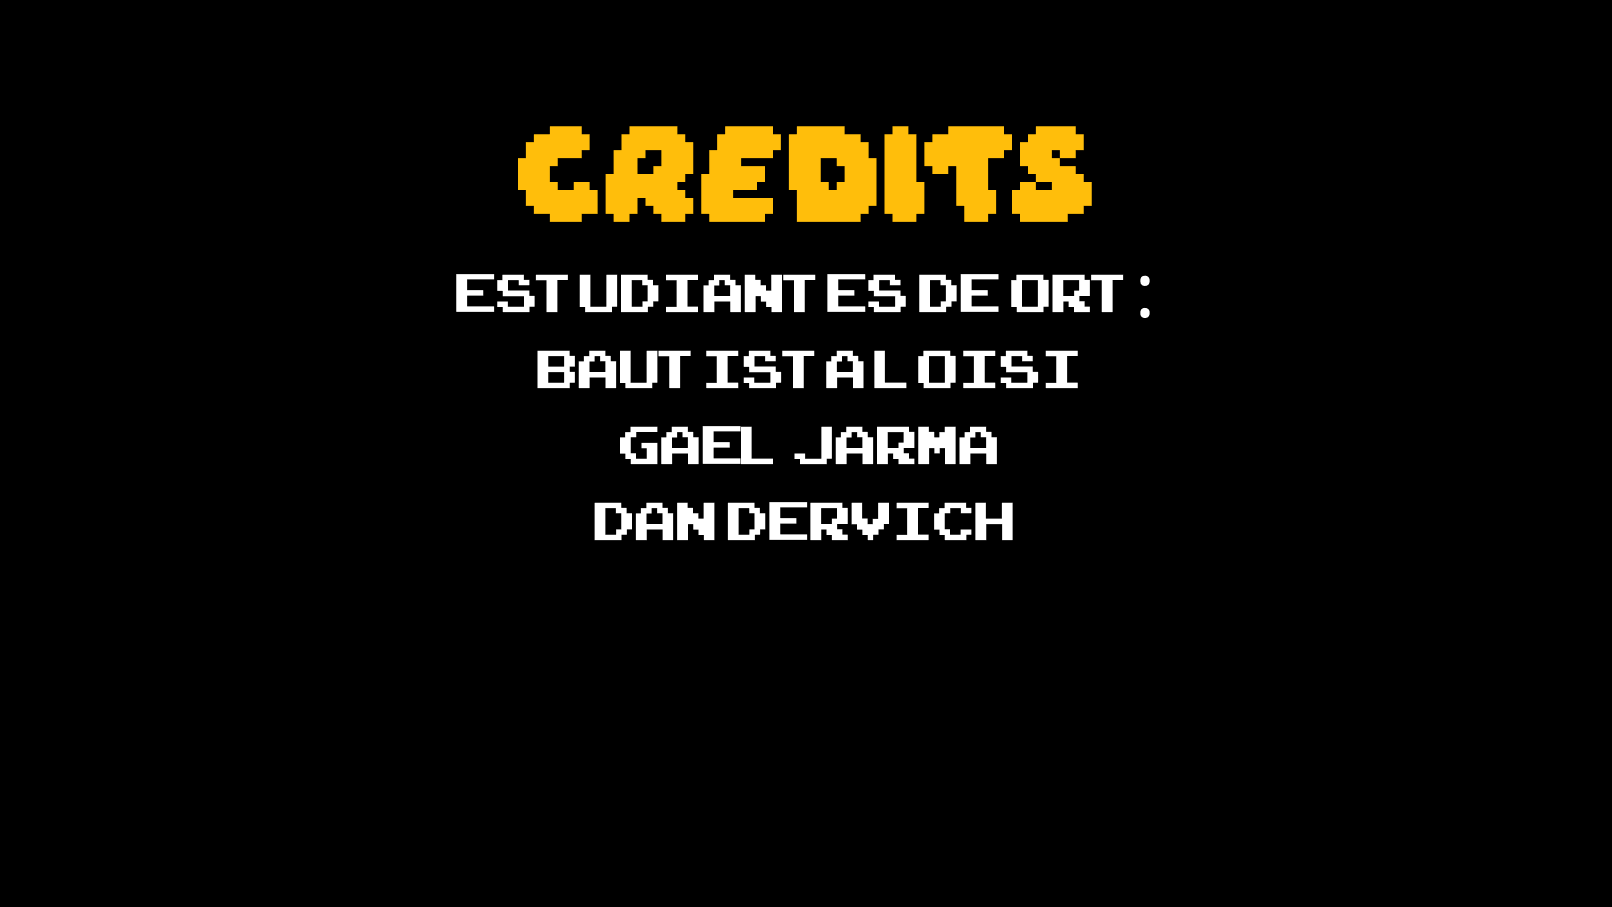 CREDITS
ESTUDIANTES DE ORT:
BAUTISTA LOISI
GAEL JARMA
DAN DERVICH